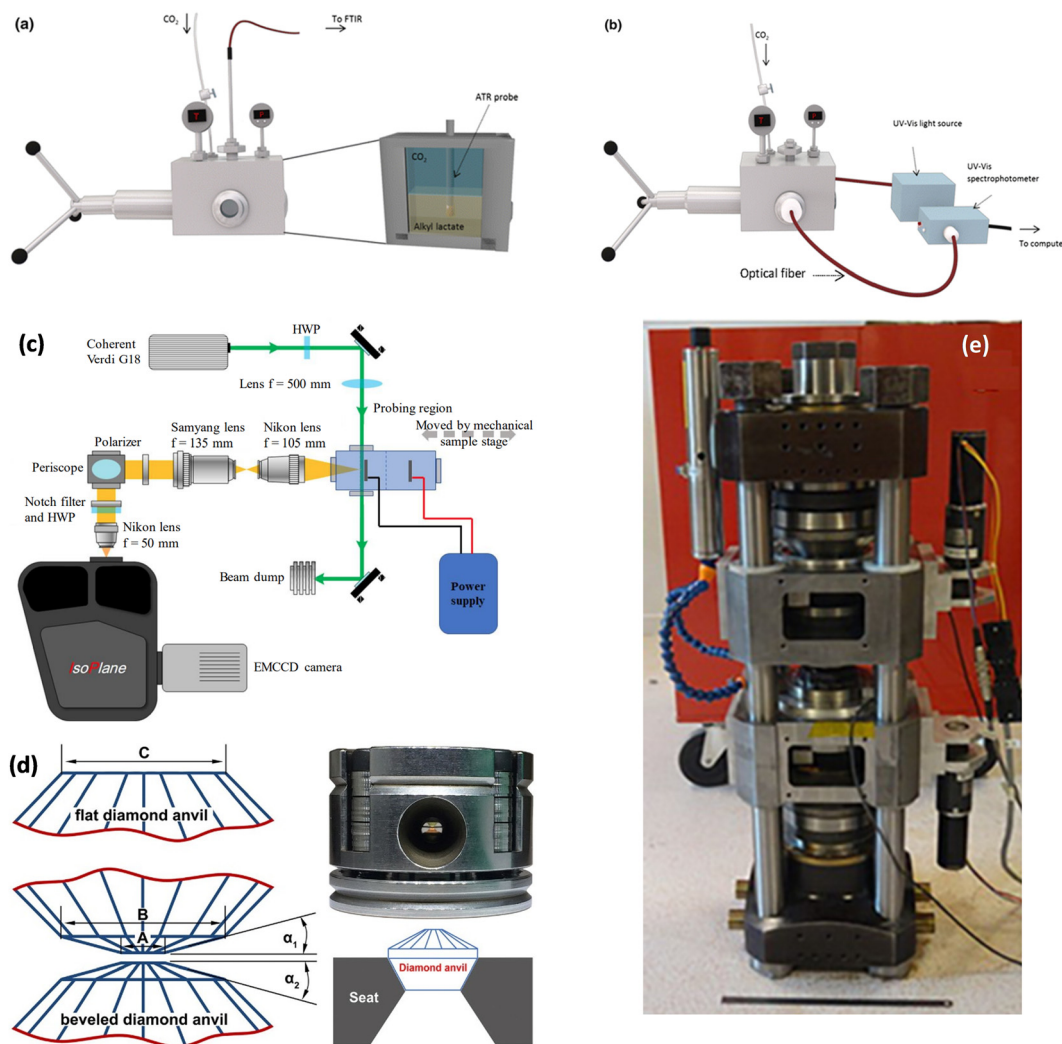 (a)
CO2
To FTIR
T
P
ATR probe
CO2
Alkyl lactate
(b)
CO2
T
P
UV-Vis light source
UV-Vis
spectrophotometer
To compute
Optical fiber
(c)
Coherent
Verdi G18
HWP
Lens f = 500 mm
Probing region
Moved by mechanical
sample stage
Samyang lens
f = 135 mm
Nikon lens
f = 105 mm
Polarizer
Periscope
Notch filter
and HWP
Nikon lens
f = 50 mm
Beam dump
Power
supply
IsoPlane
EMCCD camera
(d)
C
flat diamond anvil
B
A
α1
α2
beveled diamond anvil
Diamond anvil
Seat
(e)